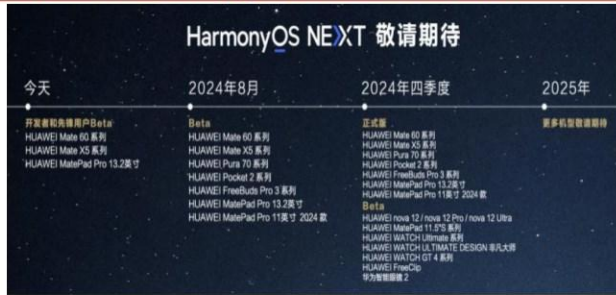 HarmonyOS NEXT 敬请期待
今天
开发者和先锋用户Beta
HUAWEI Mate 60 系列
HUAWEI Mate X5 系列
HUAWEI MatePad Pro 13.2英寸
2024年8月
Beta
HUAWEI Mate 60 系列
HUAWEI Mate X5 系列
HUAWEI Pura 70 系列
HUAWEI Pocket 2 系列
HUAWEI FreeBuds Pro 3 系列
HUAWEI MatePad Pro 13.2英寸
HUAWEI MatePad Pro 11英寸 2024 款
2024年四季度
正式版
HUAWEI Mate 60 系列
HUAWEI Mate X5 系列
HUAWEI Pura 70 系列
HUAWEI Pocket 2 系列
HUAWEI FreeBuds Pro 3 系列
HUAWEI MatePad Pro 13.2英寸
HUAWEI MatePad Pro 11英寸 2024 款
Beta
HUAWEI nova 12 / nova 12 Pro / nova 12 Ultra
HUAWEI MatePad 11.5"S 系列
HUAWEI WATCH Ultimate 系列
HUAWEI WATCH ULTIMATE DESIGN 非凡大师
HUAWEI WATCH GT 4 系列
HUAWEI FreeClip
华为智能眼镜 2
2025年
更多机型敬请期待